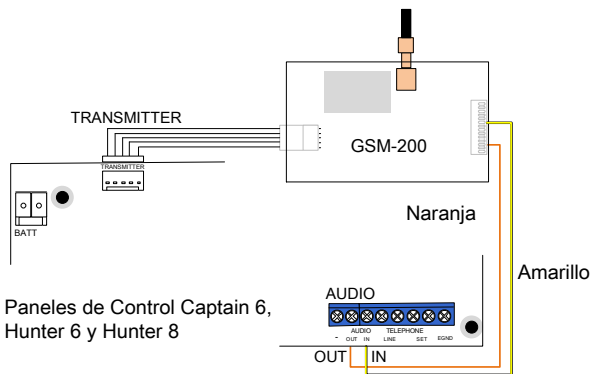 TRANSMITTER
GSM-200
TRANSMITTER
BATT
Naranja
Amarillo
Paneles de Control Captain 6,
Hunter 6 y Hunter 8
AUDIO
AUDIO TELEPHONE
- OUT IN LINE SET EGND
OUT IN